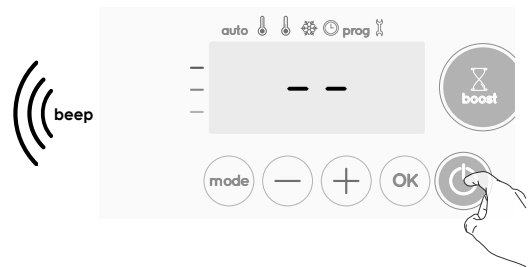 auto prog
– –
boost
beep
mode – + OK